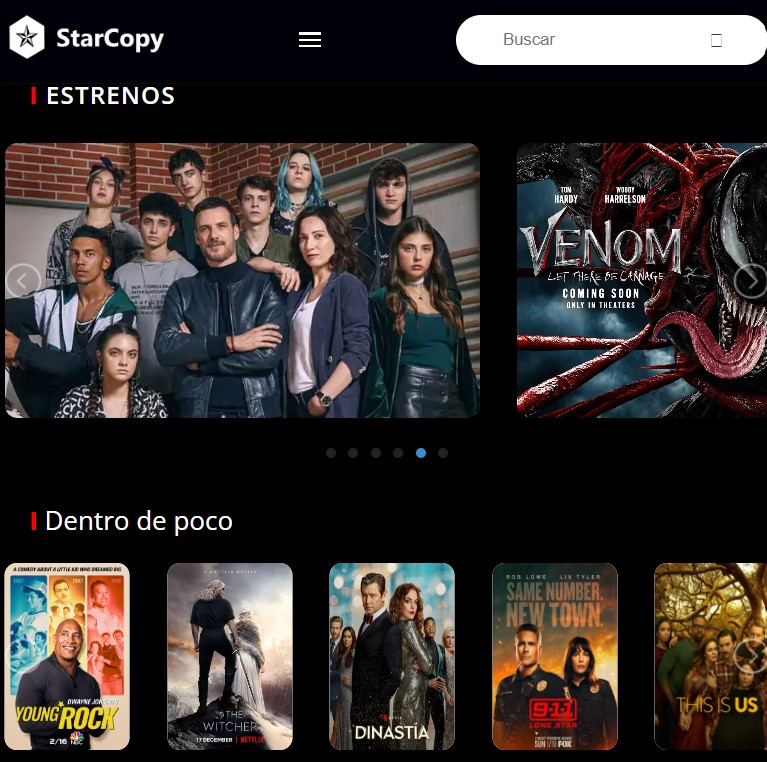 StarCopy
Buscar
ESTRENOS
TOM
HARDY
WOODY
HARRELSON
VENOM
LET THERE BE CARNAGE
COMING SOON
ONLY IN THEATERS
Dentro de poco
A COMEDY ABOUT A LITTLE KID WHO DREAMED BIG
DWAYNE JOHNSON
YOUNG ROCK
2/16 NBC
THE
WITCHER
17 DECEMBER | NETFLIX
NETFLIX
DINASTÍA
ROB LOWE LIV TYLER
SAME NUMBER.
NEW TOWN.
9-1-1
LONE STAR
SUN 1/19 FOX
THIS IS US